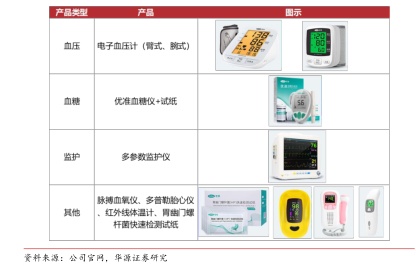 产品类型 产品 图示
血压 电子血压计（臂式、腕式）
血糖 优准血糖仪+试纸
监护 多参数监护仪
其他 脉搏血氧仪、多普勒胎心仪
、红外线体温计、胃幽门螺
杆菌快速检测试纸
资料来源：公司官网，华源证券研究